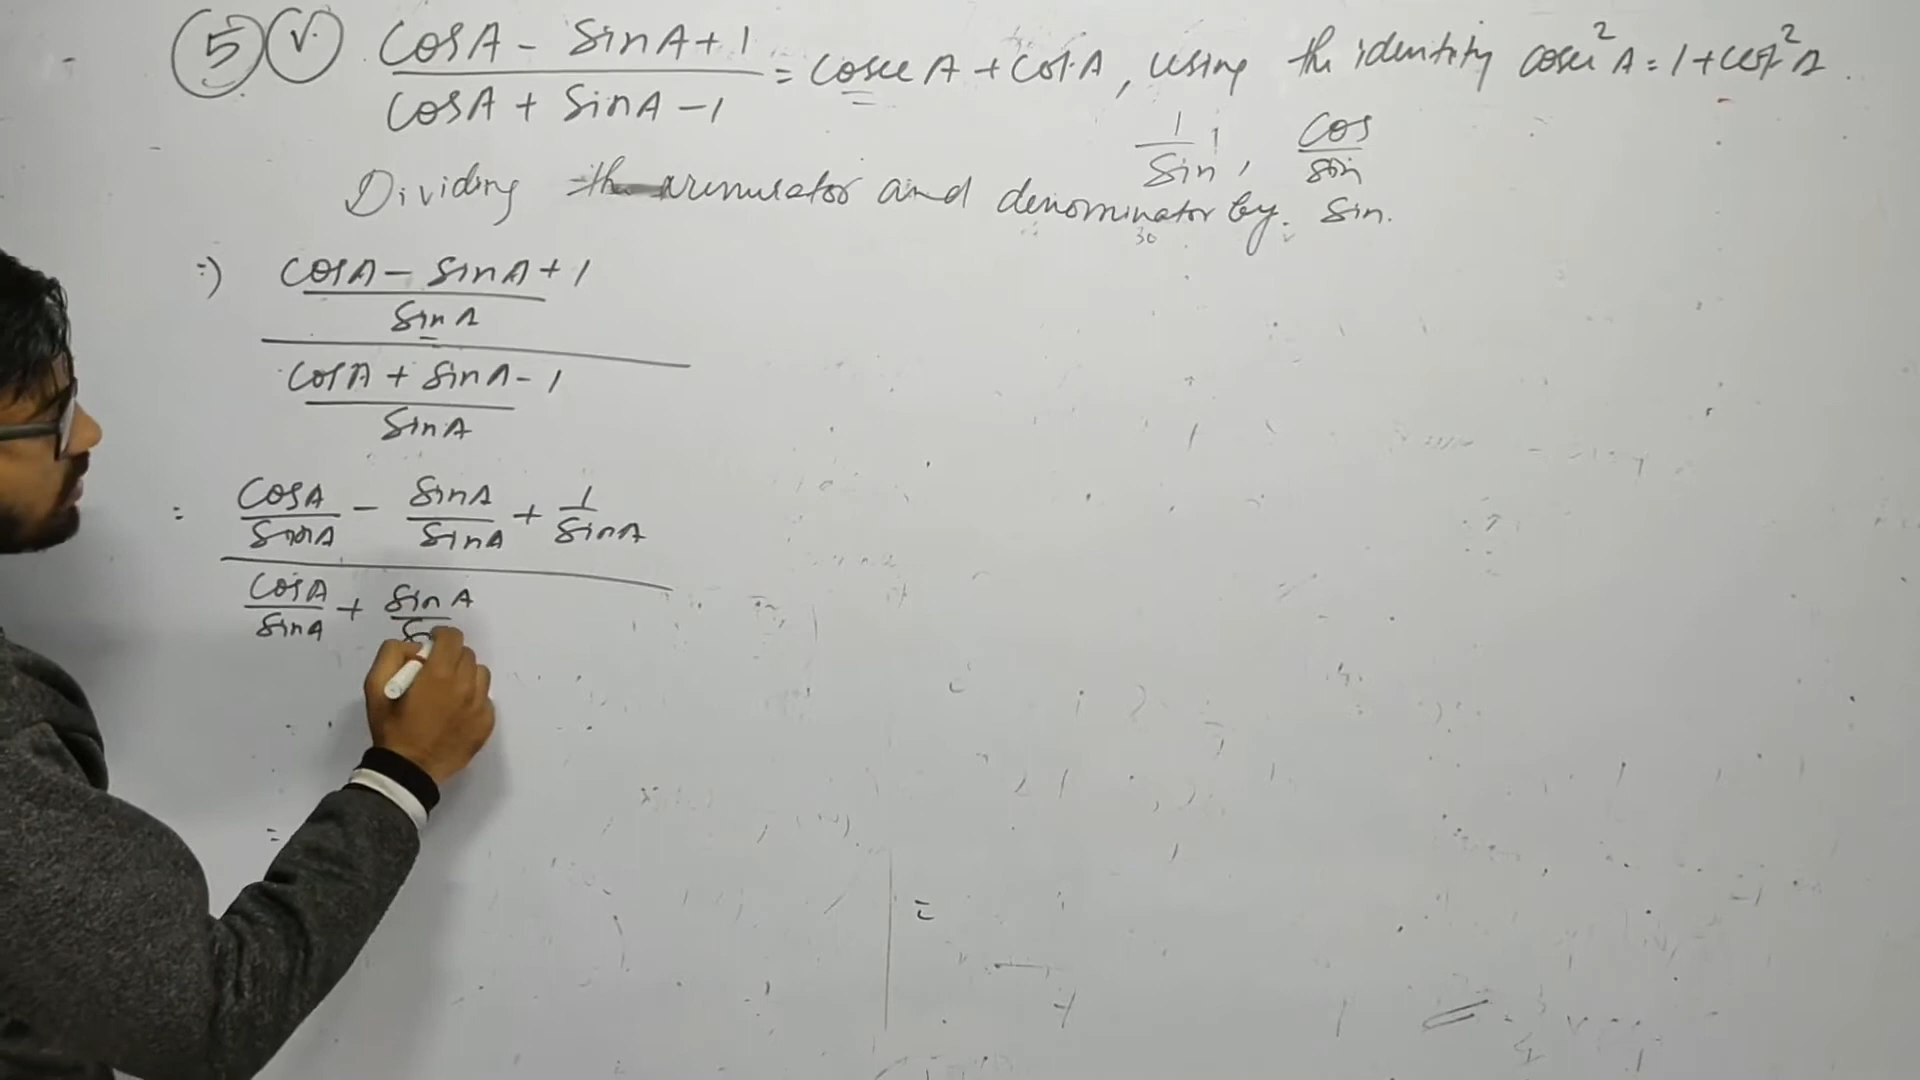 5 V. (cosA - sinA + 1)/(cosA + sinA - 1) = cosec A + cot A, using the identity cosec²A = 1 + cot²A.
1/sin, cos/sin
Dividing the numerator and denominator by sin.
=) ((cosA - sinA + 1)/sinA)/((cosA + sinA - 1)/sinA)
= (cosA/sinA - sinA/sinA + 1/sinA)/(cosA/sinA + sinA/S